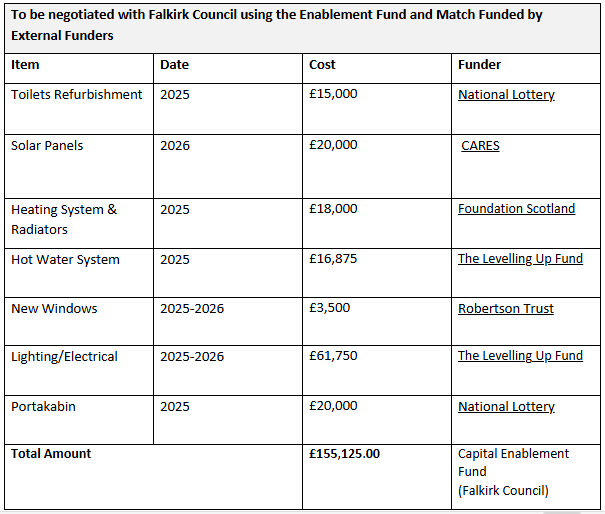 To be negotiated with Falkirk Council using the Enablement Fund and Match Funded by
External Funders
Item Date Cost Funder
Toilets Refurbishment 2025 £15,000 National Lottery
Solar Panels 2026 £20,000 CARES
Heating System & 2025 £18,000 Foundation Scotland
Radiators
Hot Water System 2025 £16,875 The Levelling Up Fund
New Windows 2025-2026 £3,500 Robertson Trust
Lighting/Electrical 2025-2026 £61,750 The Levelling Up Fund
Portakabin 2025 £20,000 National Lottery
Total Amount £155,125.00 Capital Enablement
Fund
(Falkirk Council)